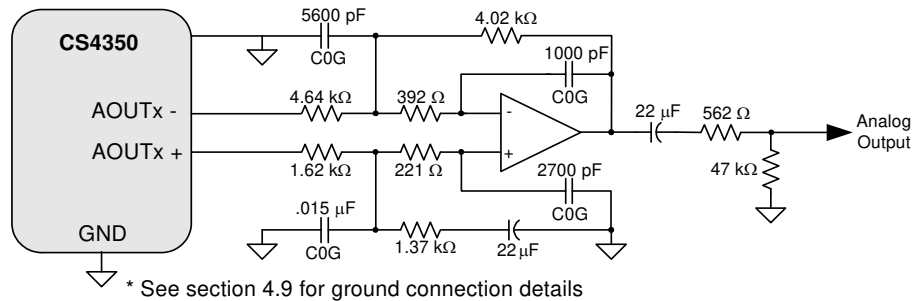 5600 pF
C0G
4.02 kΩ
CS4350
1000 pF
C0G
AOUTx -
4.64 kΩ
392 Ω
-
22 µF
562 Ω
Analog
Output
AOUTx +
1.62 kΩ
221 Ω
+
2700 pF
C0G
47 kΩ
.015 µF
C0G
1.37 kΩ
22 µF
GND
* See section 4.9 for ground connection details